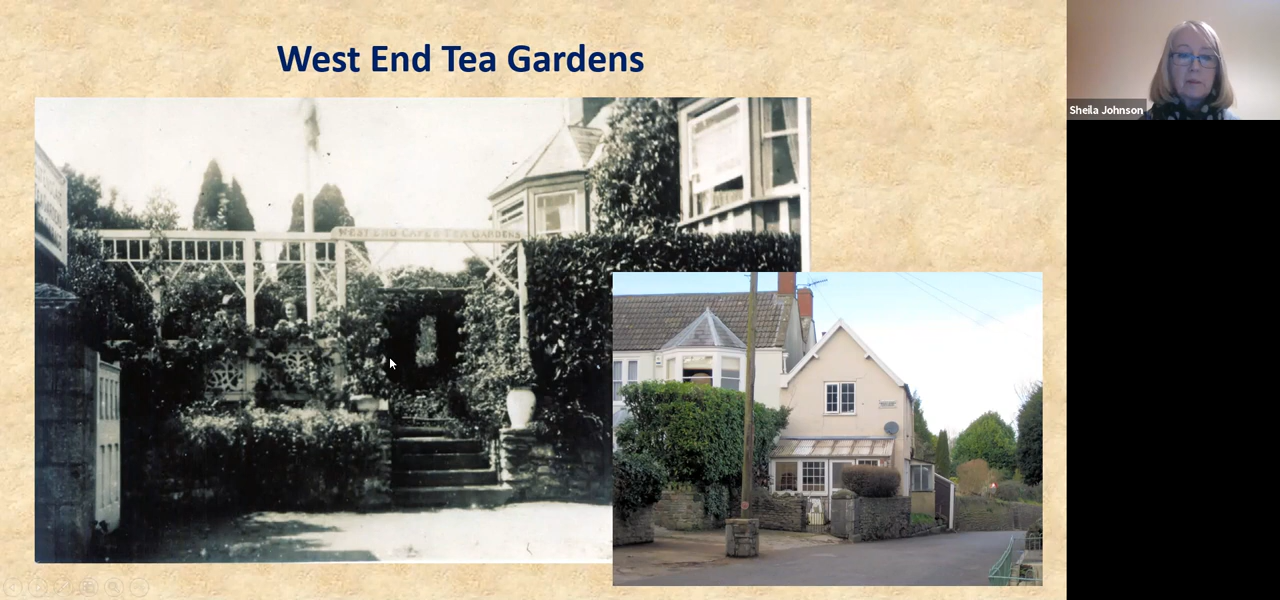 West End Tea Gardens
Sheila Johnson
WEST END CAFE & TEA GARDENS